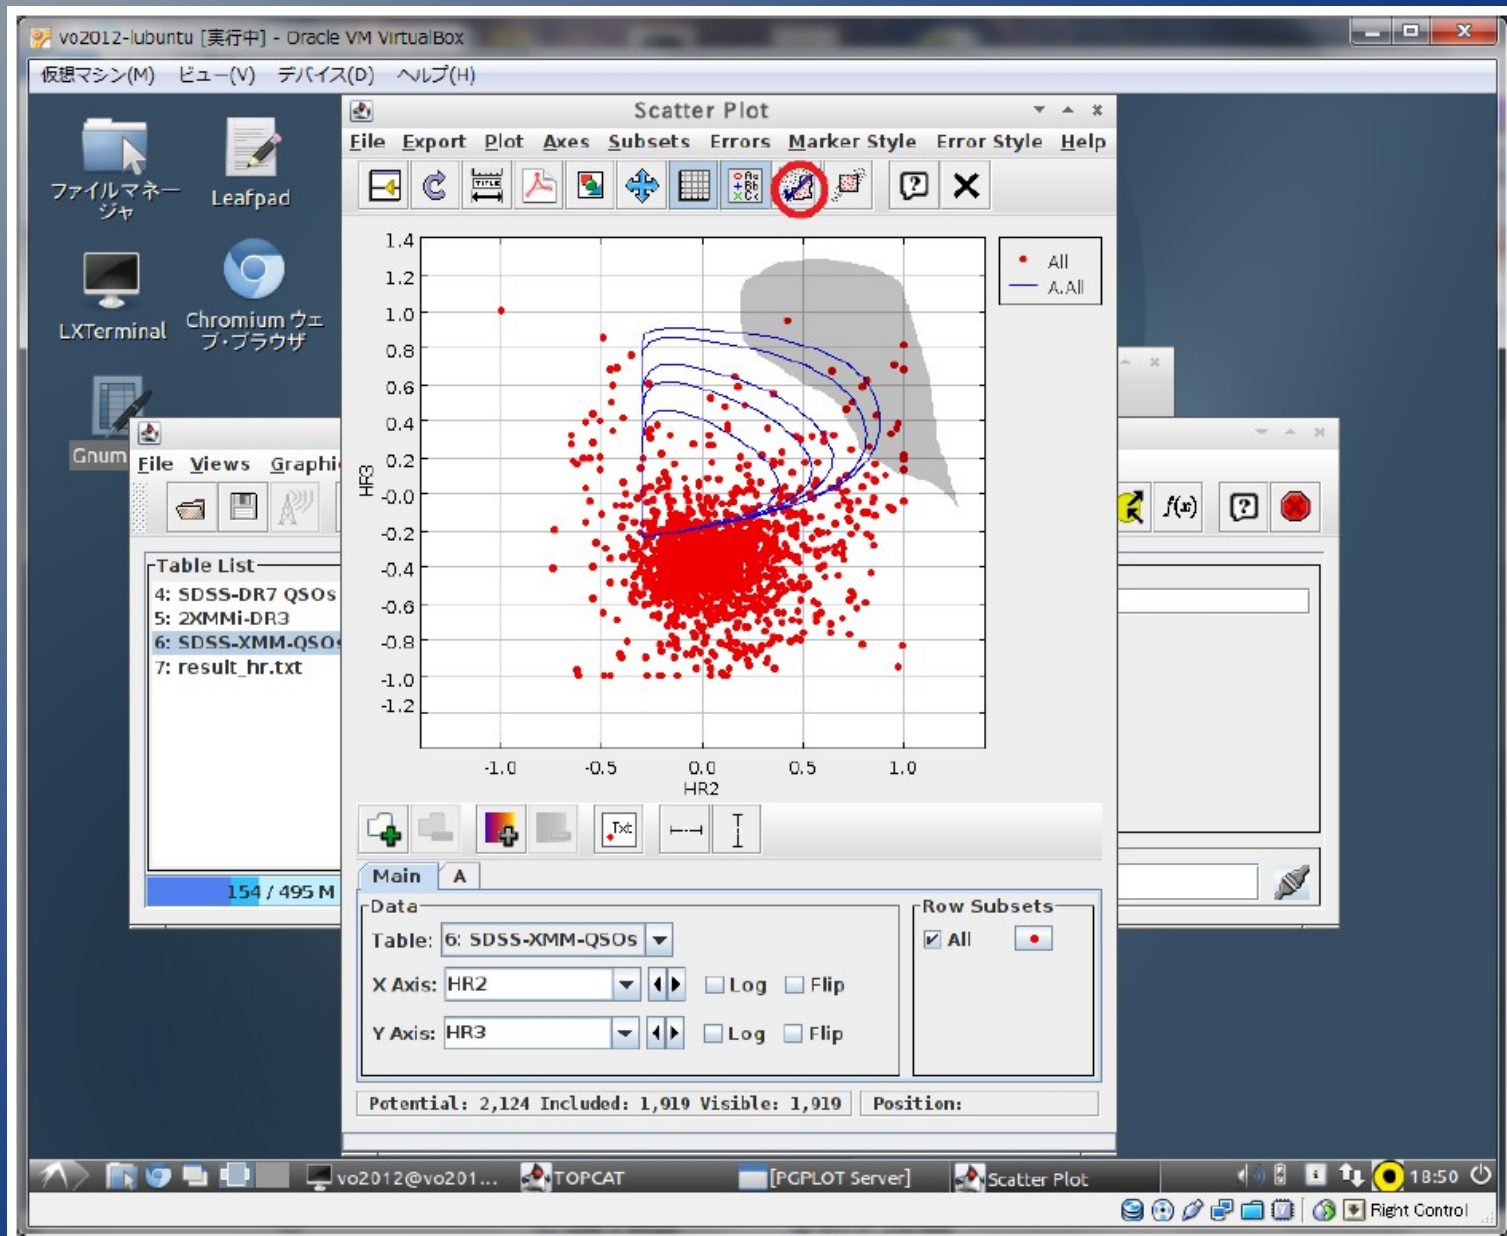 vo2012-lubuntu [実行中] - Oracle VM VirtualBox
仮想マシン(M) ビュー(V) デバイス(D) ヘルプ(H)
ファイルマネー
ジャ
Leafpad
LXTerminal
Chromium ウェ
ブ・ブラウザ
Gnum
Scatter Plot
File Export Plot Axes Subsets Errors Marker Style Error Style Help
TITLE
1.4
1.2
1.0
0.8
0.6
0.4
0.2
-0.0
-0.2
-0.4
-0.6
-0.8
-1.0
-1.2
HR3
-1.0 -0.5 0.0 0.5 1.0
HR2
All
A.All
File Views Graphi
f(x)
Table List
4: SDSS-DR7 QSOs
5: 2XMMi-DR3
6: SDSS-XMM-QSOs
7: result_hr.txt
154 / 495 M
Txt
Main A
Data
Table: 6: SDSS-XMM-QSOs
X Axis: HR2 Log Flip
Y Axis: HR3 Log Flip
Row Subsets
All
Potential: 2,124 Included: 1,919 Visible: 1,919 Position:
vo2012@vo201... TOPCAT [PGPLOT Server] Scatter Plot 18:50
Right Control